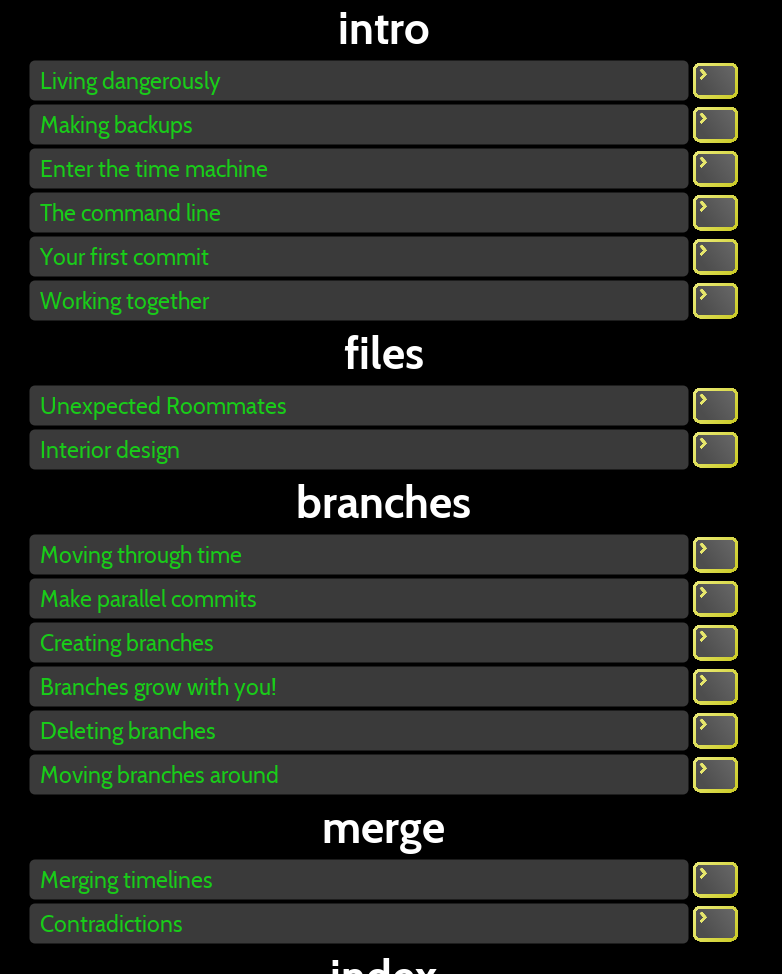 intro
Living dangerously
Making backups
Enter the time machine
The command line
Your first commit
Working together
files
Unexpected Roommates
Interior design
branches
Moving through time
Make parallel commits
Creating branches
Branches grow with you!
Deleting branches
Moving branches around
merge
Merging timelines
Contradictions
index